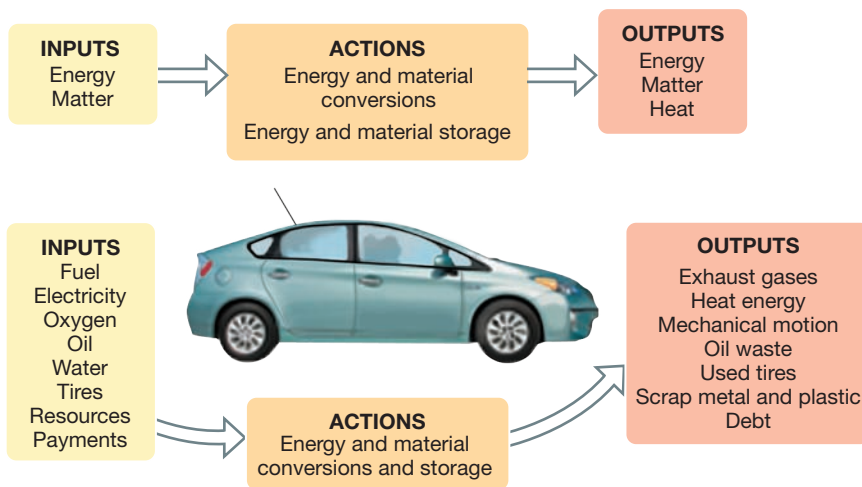 INPUTS
Energy
Matter
ACTIONS
Energy and material
conversions
Energy and material storage
OUTPUTS
Energy
Matter
Heat
INPUTS
Fuel
Electricity
Oxygen
Oil
Water
Tires
Resources
Payments
ACTIONS
Energy and material
conversions and storage
OUTPUTS
Exhaust gases
Heat energy
Mechanical motion
Oil waste
Used tires
Scrap metal and plastic
Debt